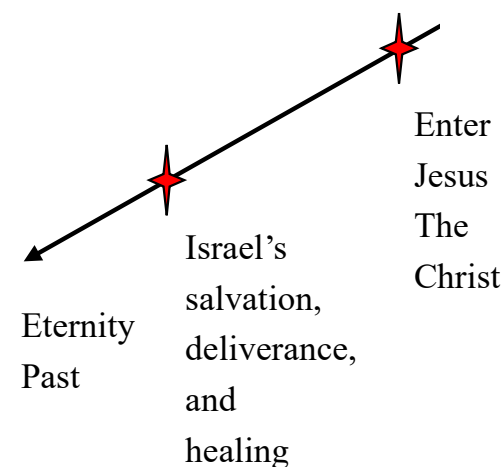 Enter
Jesus
The
Christ
Israel’s
salvation,
deliverance,
and
healing
Eternity
Past